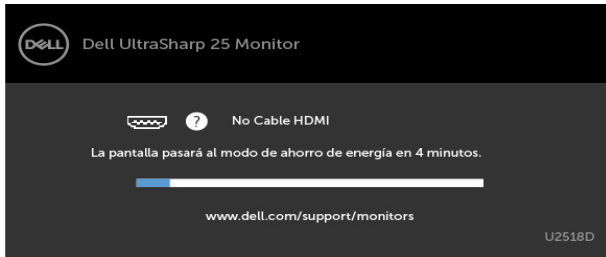 DELL
Dell UltraSharp 25 Monitor
? No Cable HDMI
La pantalla pasará al modo de ahorro de energía en 4 minutos.
www.dell.com/support/monitors
U2518D